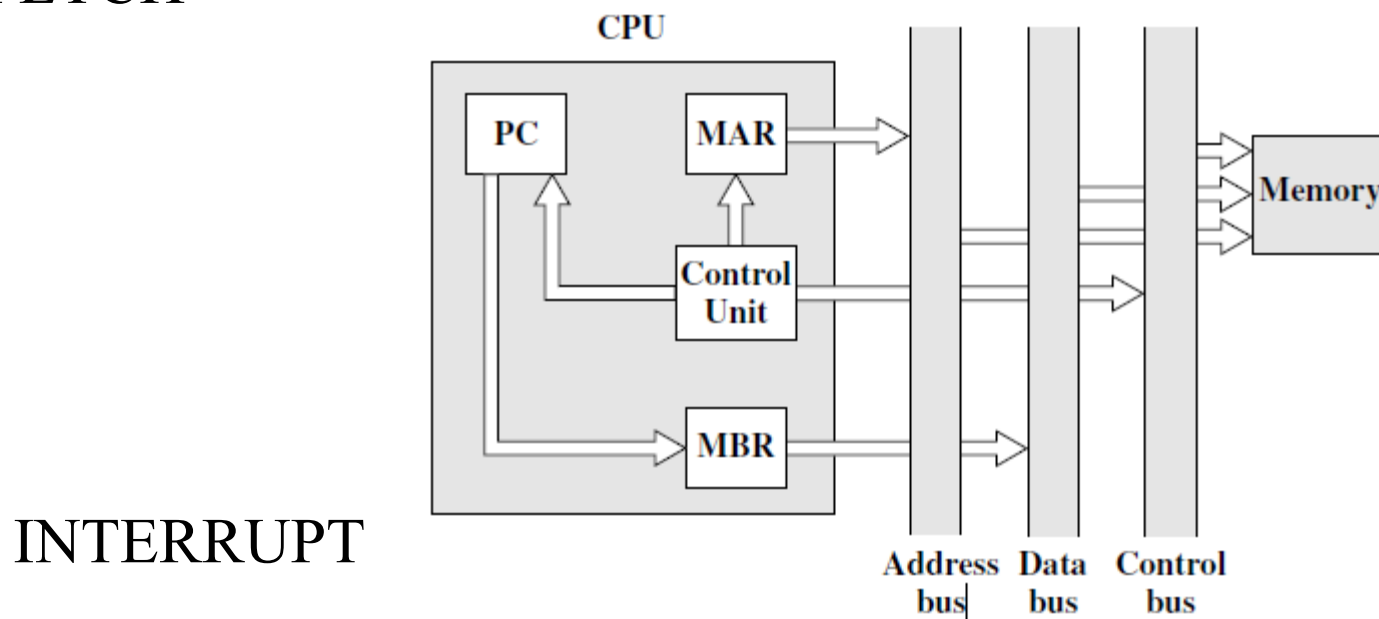 CPU
PC
MAR
Memory
Control
Unit
MBR
INTERRUPT
Address Data Control
bus bus bus